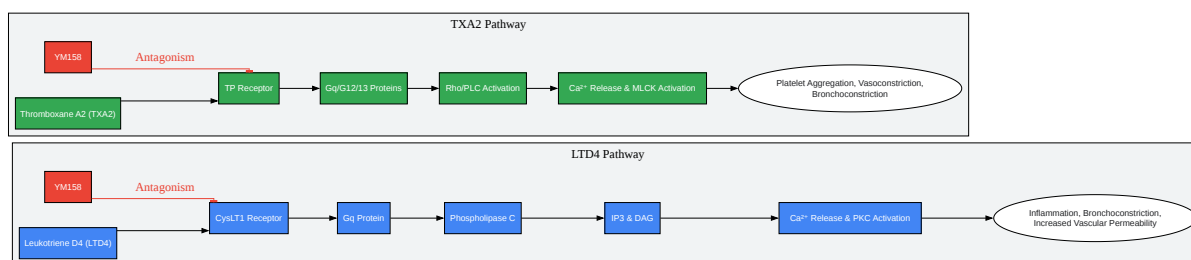 TXA2 Pathway
YM158
Antagonism
TP Receptor
Gq/G12/13 Proteins
Rho/PLC Activation
Ca²⁺ Release & MLCK Activation
Platelet Aggregation, Vasoconstriction,
Bronchoconstriction
Thromboxane A2 (TXA2)
LTD4 Pathway
YM158
Antagonism
CysLT1 Receptor
Gq Protein
Phospholipase C
IP3 & DAG
Ca²⁺ Release & PKC Activation
Inflammation, Bronchoconstriction,
Increased Vascular Permeability
Leukotriene D4 (LTD4)